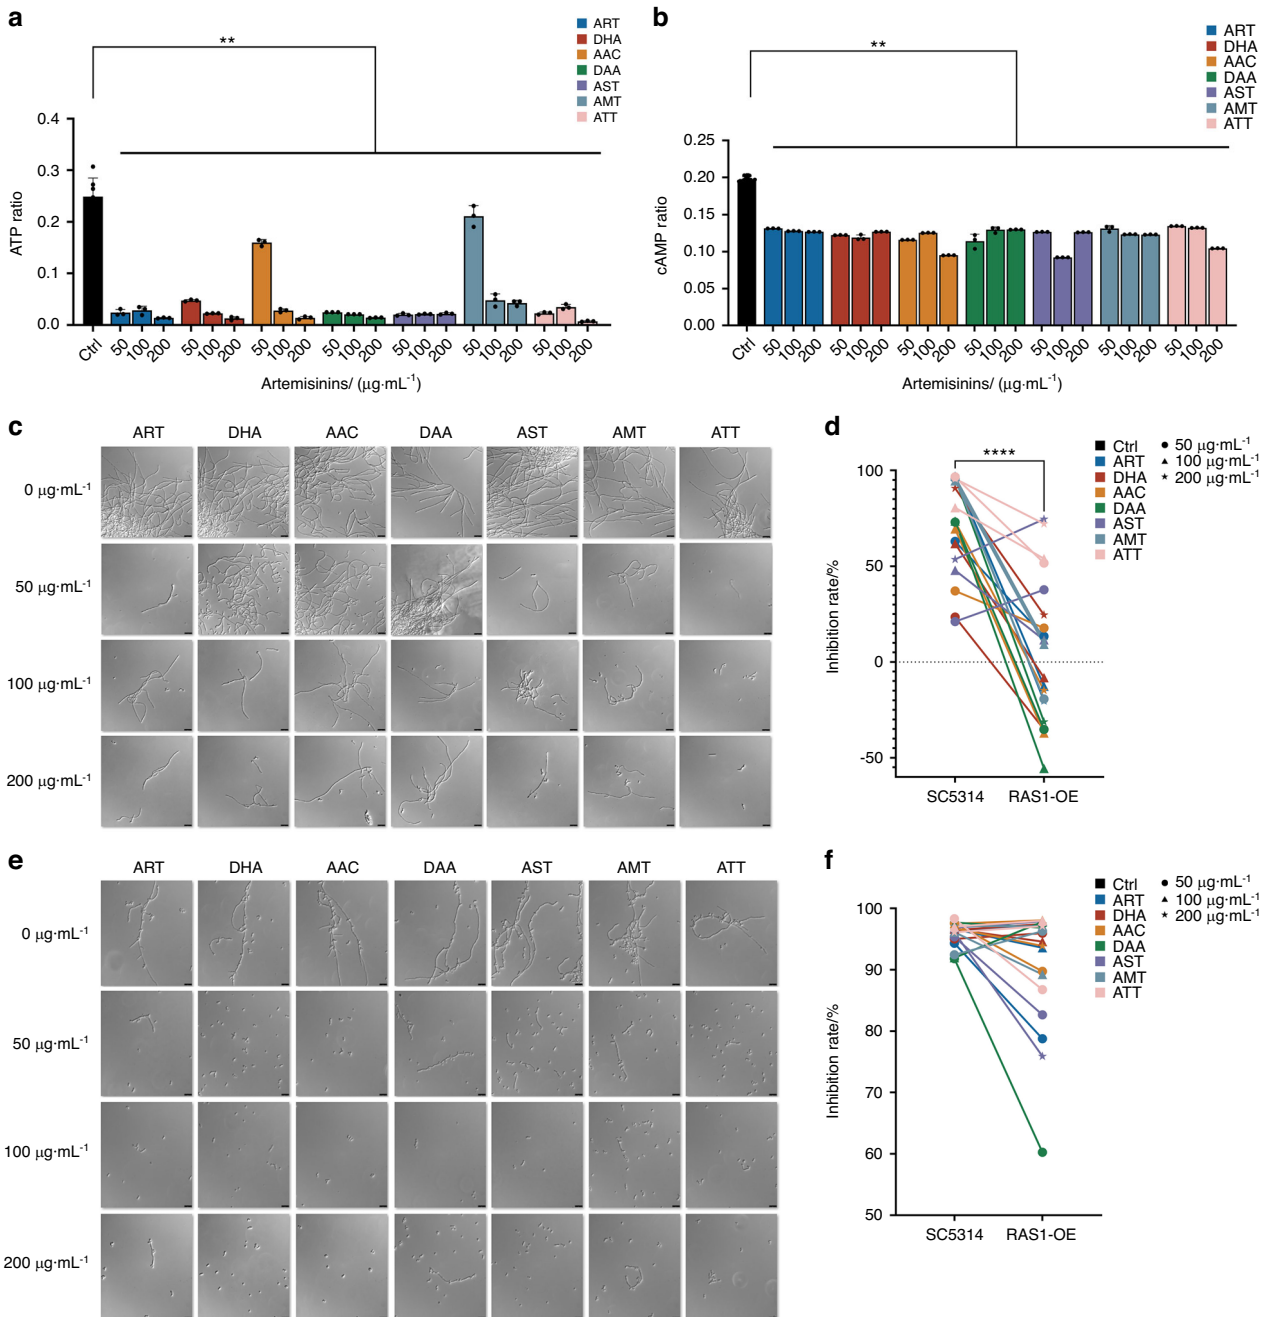 a
**
ART
DHA
AAC
DAA
AST
AMT
ATT
ATP ratio
0.4
0.3
0.2
0.1
0.0
Ctrl 50 100 200 50 100 200 50 100 200 50 100 200 50 100 200 50 100 200 50 100 200
Artemisinins/ (μg·mL-1)
b
**
ART
DHA
AAC
DAA
AST
AMT
ATT
cAMP ratio
0.25
0.20
0.15
0.10
0.05
0.00
Ctrl 50 100 200 50 100 200 50 100 200 50 100 200 50 100 200 50 100 200 50 100 200
Artemisinins/ (μg·mL-1)
c
ART DHA AAC DAA AST AMT ATT
0 μg·mL-1
50 μg·mL-1
100 μg·mL-1
200 μg·mL-1
d
****
Ctrl
ART
DHA
AAC
DAA
AST
AMT
ATT
50 μg·mL-1
100 μg·mL-1
200 μg·mL-1
Inhibition rate/%
100
50
0
-50
SC5314 RAS1-OE
e
ART DHA AAC DAA AST AMT ATT
0 μg·mL-1
50 μg·mL-1
100 μg·mL-1
200 μg·mL-1
f
Ctrl
ART
DHA
AAC
DAA
AST
AMT
ATT
50 μg·mL-1
100 μg·mL-1
200 μg·mL-1
Inhibition rate/%
100
90
80
70
60
50
SC5314 RAS1-OE